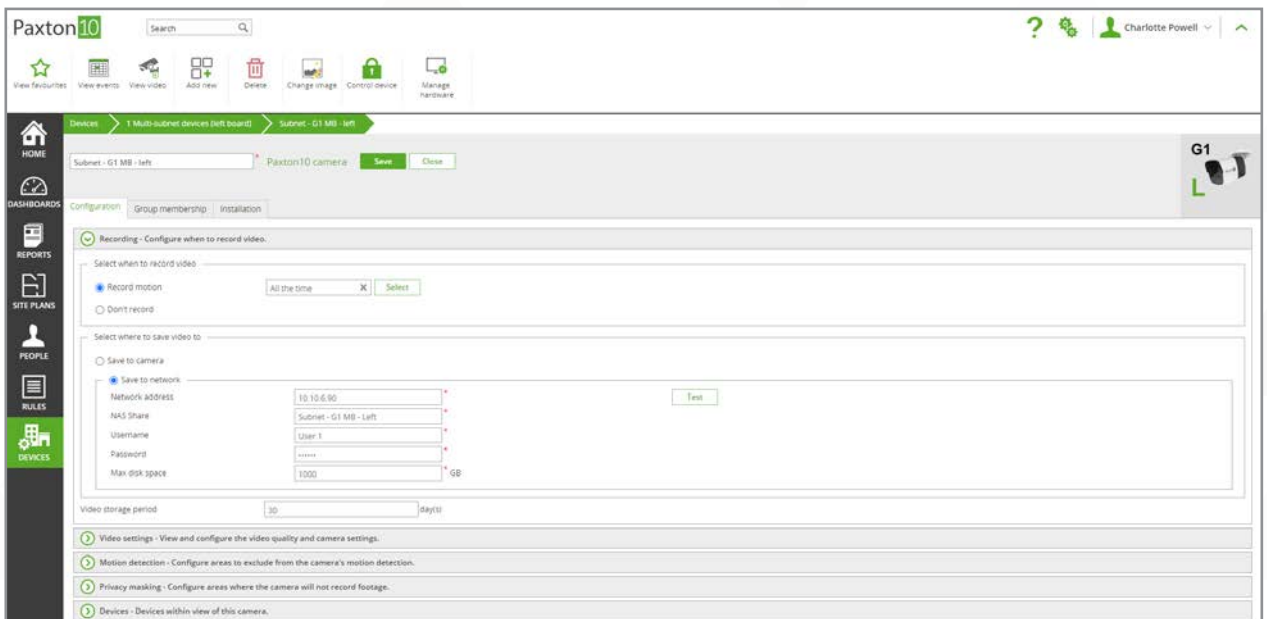 Paxton 10
Search
Charlotte Powell
View favourites
View events
View video
Add new
Delete
Change image
Control device
Manage hardware
Devices
1 Multi-subnet devices (left board)
Subnet - G1 MB - left
HOME
DASHBOARDS
REPORTS
SITE PLANS
PEOPLE
RULES
DEVICES
Subnet - G1 MB - left * Paxton10 camera Save Close
G1
L
Configuration Group membership Installation
Recording - Configure when to record video.
Select when to record video
Record motion All the time X Select
Don't record
Select where to save video to
Save to camera
Save to network
Network address 10.10.6.90 * Test
NAS Share Subnet - G1 MB - Left *
Username User 1 *
Password •••••• *
Max disk space 1000 * GB
Video storage period 30 day(s)
Video settings - View and configure the video quality and camera settings.
Motion detection - Configure areas to exclude from the camera's motion detection.
Privacy masking - Configure areas where the camera will not record footage.
Devices - Devices within view of this camera.